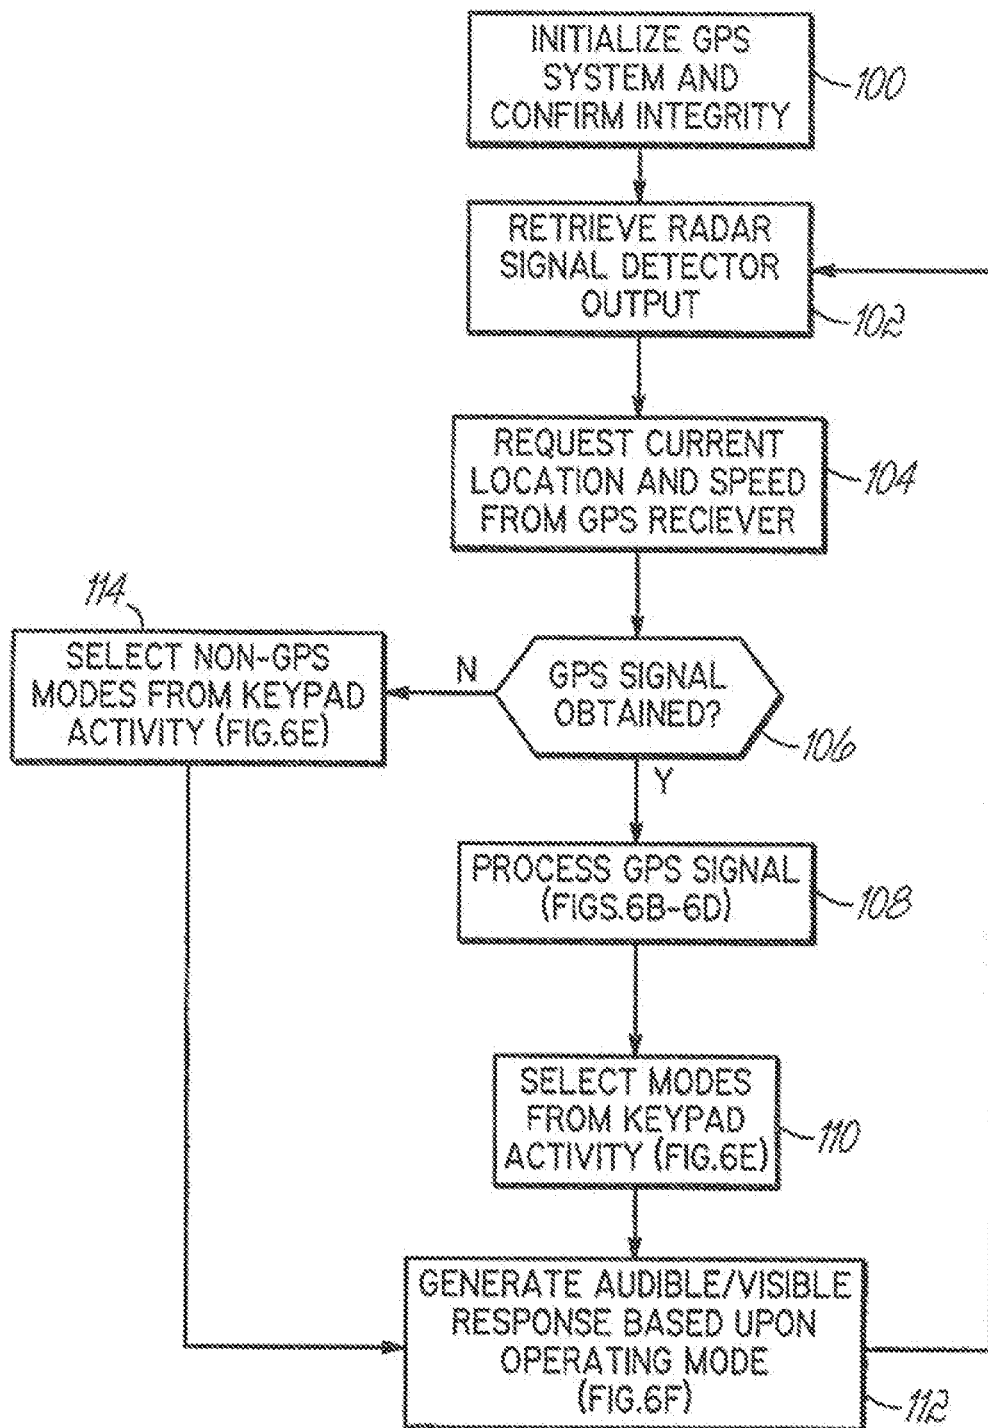 INITIALIZE GPS
SYSTEM AND
CONFIRM INTEGRITY
100
RETRIEVE RADAR
SIGNAL DETECTOR
OUTPUT
102
REQUEST CURRENT
LOCATION AND SPEED
FROM GPS RECIEVER
104
114
SELECT NON-GPS
MODES FROM KEYPAD
ACTIVITY (FIG.6E)
N
GPS SIGNAL
OBTAINED?
106
Y
PROCESS GPS SIGNAL
(FIGS.6B-6D)
108
SELECT MODES
FROM KEYPAD
ACTIVITY (FIG.6E)
110
GENERATE AUDIBLE/VISIBLE
RESPONSE BASED UPON
OPERATING MODE
(FIG.6F)
112